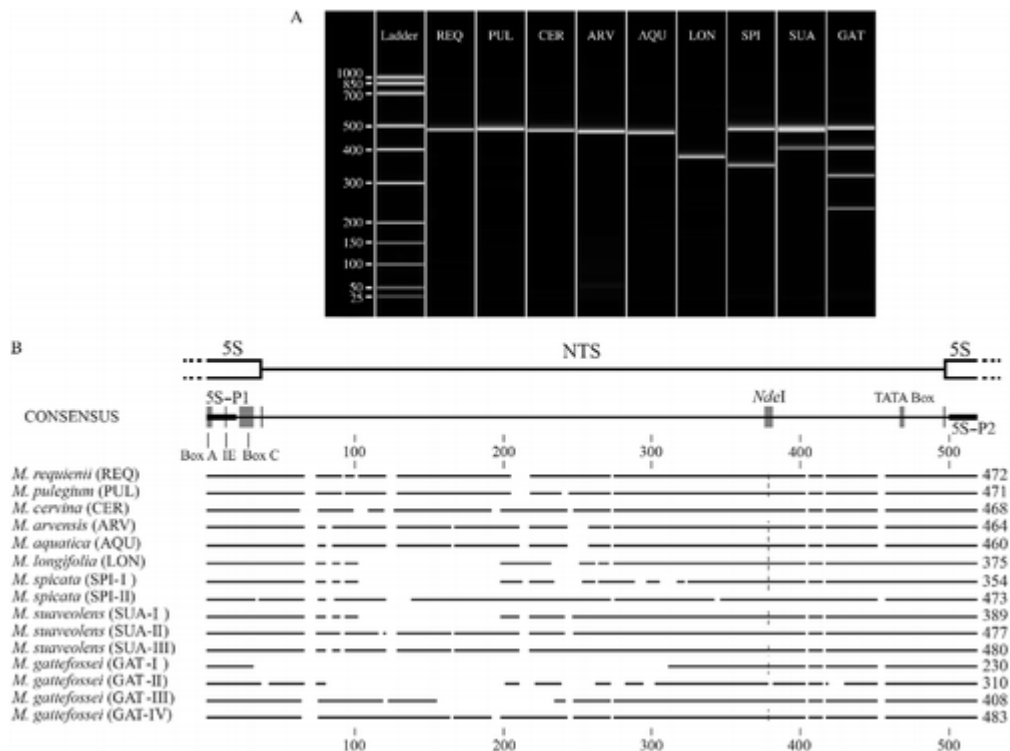 A
Ladder REQ PUL CER ARV AQU LON SPI SUA GAT
1000
850
700
500
400
300
200
150
100
50
25
B
5S NTS 5S
5S-P1 NdeI TATA Box
CONSENSUS
5S-P2
Box A IE Box C 100 200 300 400 500
M. requienii (REQ) 472
M. pulegium (PUL) 471
M. cervina (CER) 468
M. arvensis (ARV) 464
M. aquatica (AQU) 460
M. longifolia (LON) 375
M. spicata (SPI-I ) 354
M. spicata (SPI-II) 473
M. suaveolens (SUA-I ) 389
M. suaveolens (SUA-II) 477
M. suaveolens (SUA-III) 480
M. gattefossei (GAT-I ) 230
M. gattefossei (GAT-II) 310
M. gattefossei (GAT-III) 408
M. gattefossei (GAT-IV) 483
100 200 300 400 500